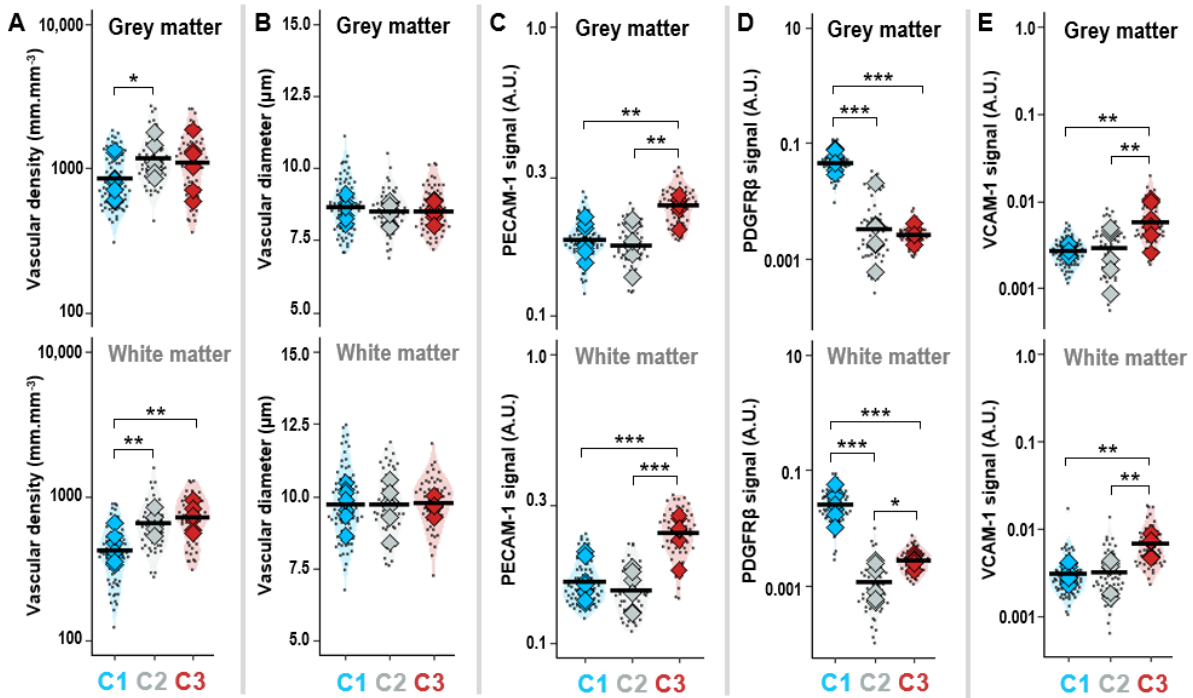 A
Grey matter
Vascular density (mm.mm-3)
10,000
1000
100
*
White matter
Vascular density (mm.mm-3)
10,000
1000
100
**
**
C1 C2 C3
B
Grey matter
Vascular diameter (µm)
15.0
12.5
10.0
7.5
5.0
White matter
Vascular diameter (µm)
15.0
12.5
10.0
7.5
5.0
C1 C2 C3
C
Grey matter
PECAM-1 signal (A.U.)
1.0
0.3
0.1
**
**
White matter
PECAM-1 signal (A.U.)
1.0
0.3
0.1
***
***
C1 C2 C3
D
Grey matter
PDGFRβ signal (A.U.)
10
0.1
0.001
***
***
White matter
PDGFRβ signal (A.U.)
10
0.1
0.001
***
***
*
C1 C2 C3
E
Grey matter
VCAM-1 signal (A.U.)
1.0
0.1
0.01
0.001
**
**
White matter
VCAM-1 signal (A.U.)
1.0
0.1
0.01
0.001
**
**
C1 C2 C3